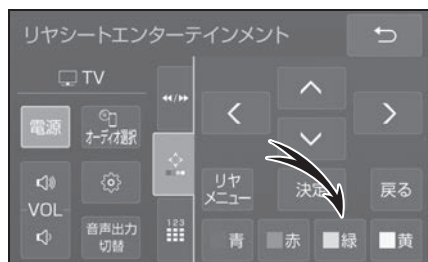 リヤシートエンターテインメント
TV
電源
オーディオ選択
VOL
音声出力
切替
123
リヤ
メニュー
決定
戻る
青
赤
緑
黄